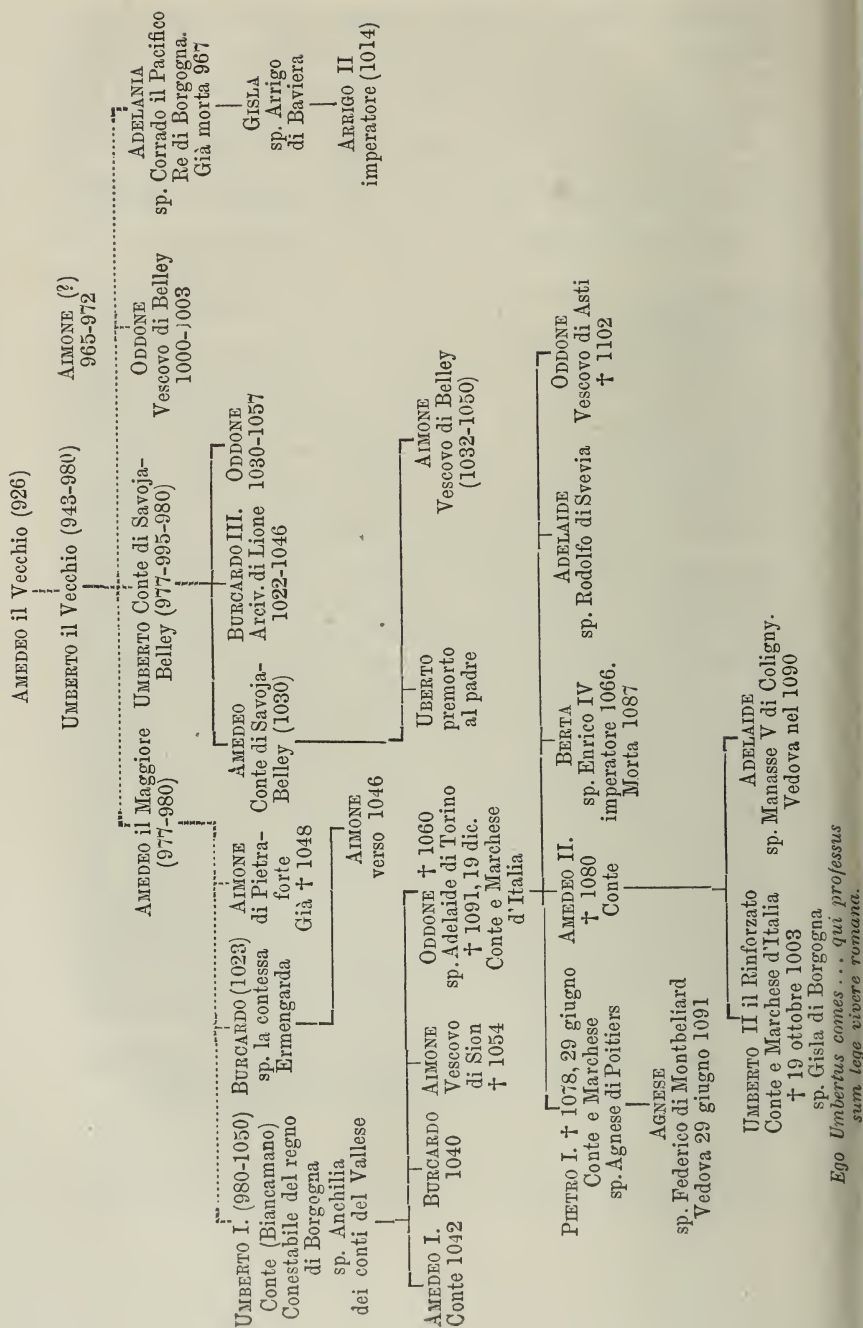 AMEDEO il Vecchio (926)
UMBERTO il Vecchio (943-980)
AIMONE (?)
965-972
AMEDEO il Maggiore
(977-980)
UMBERTO Conte di Savoja-
Belley (977-995-980)
ODDONE
Vescovo di Belley
1000-1003
ADELANIA
sp. Corrado il Pacifico
Re di Borgogna.
Già morta 967
GISLA
sp. Arrigo
di Baviera
ARRIGO II
imperatore (1014)
UMBERTO I. (980-1050)
Conte (Biancamano)
Conestabile del regno
di Borgogna
sp. Anchilia
dei conti del Vallese
BURCARDO (1023)
sp. la contessa
Ermengarda
AIMONE
di Pietra-
forte
Già † 1048
AMEDEO
Conte di Savoja-
Belley (1030)
BURCARDO III.
Arciv. di Lione
1022-1046
ODDONE
1030-1057
AIMONE
verso 1046
UBERTO
premorto
al padre
AIMONE
Vescovo di Belley
(1032-1050)
AMEDEO I.
Conte 1042
BURCARDO
1040
AIMONE
Vescovo
di Sion
† 1054
ODDONE † 1060
sp. Adelaide di Torino
† 1091, 19 dic.
Conte e Marchese
d'Italia
PIETRO I. † 1078, 29 giugno
Conte e Marchese
sp. Agnese di Poitiers
AMEDEO II.
† 1080
Conte
BERTA
sp. Enrico IV
imperatore 1066.
Morta 1087
ADELAIDE
sp. Rodolfo di Svevia
ODDONE
Vescovo di Asti
† 1102
AGNESE
sp. Federico di Montbeliard
Vedova 29 giugno 1091
UMBERTO II il Rinforzato
Conte e Marchese d'Italia
† 19 ottobre 1003
sp. Gisla di Borgogna
ADELAIDE
sp. Manasse V di Coligny.
Vedova nel 1090
Ego Umbertus comes ... qui professus
sum lege vivere romana.